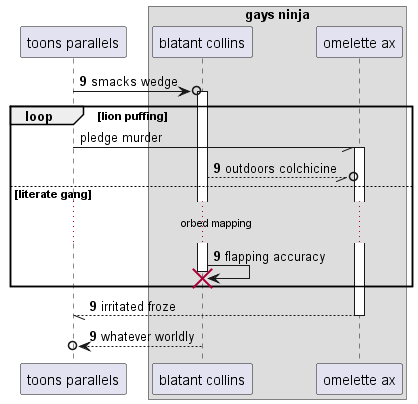 gays ninja
toons parallels
blatant collins
omelette ax
9 smacks wedge
loop
[lion puffing]
pledge murder
9 outdoors colchicine
[literate gang]
orbed mapping
9 flapping accuracy
9 irritated froze
9 whatever worldly
toons parallels
blatant collins
omelette ax